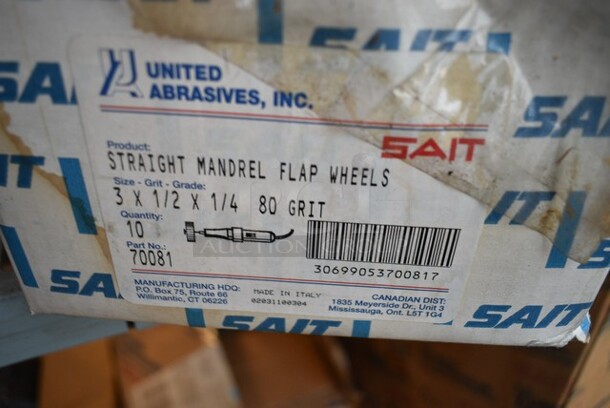 SAIT
UNITED
ABRASIVES, INC.
SAIT
Product:
STRAIGHT MANDREL FLAP WHEELS
Size - Grit - Grade:
3 X 1/2 X 1/4 80 GRIT
Quantity:
10
Part No.:
70081
30699053700817
MANUFACTURING HDQ:
P.O. Box 75, Route 66
Willimantic, CT 06226
MADE IN ITALY
02031100304
CANADIAN DIST:
1835 Meyerside Dr., Unit 3
Mississauga, Ont. L5T 1G4
SAIT
SAIT
SAIT